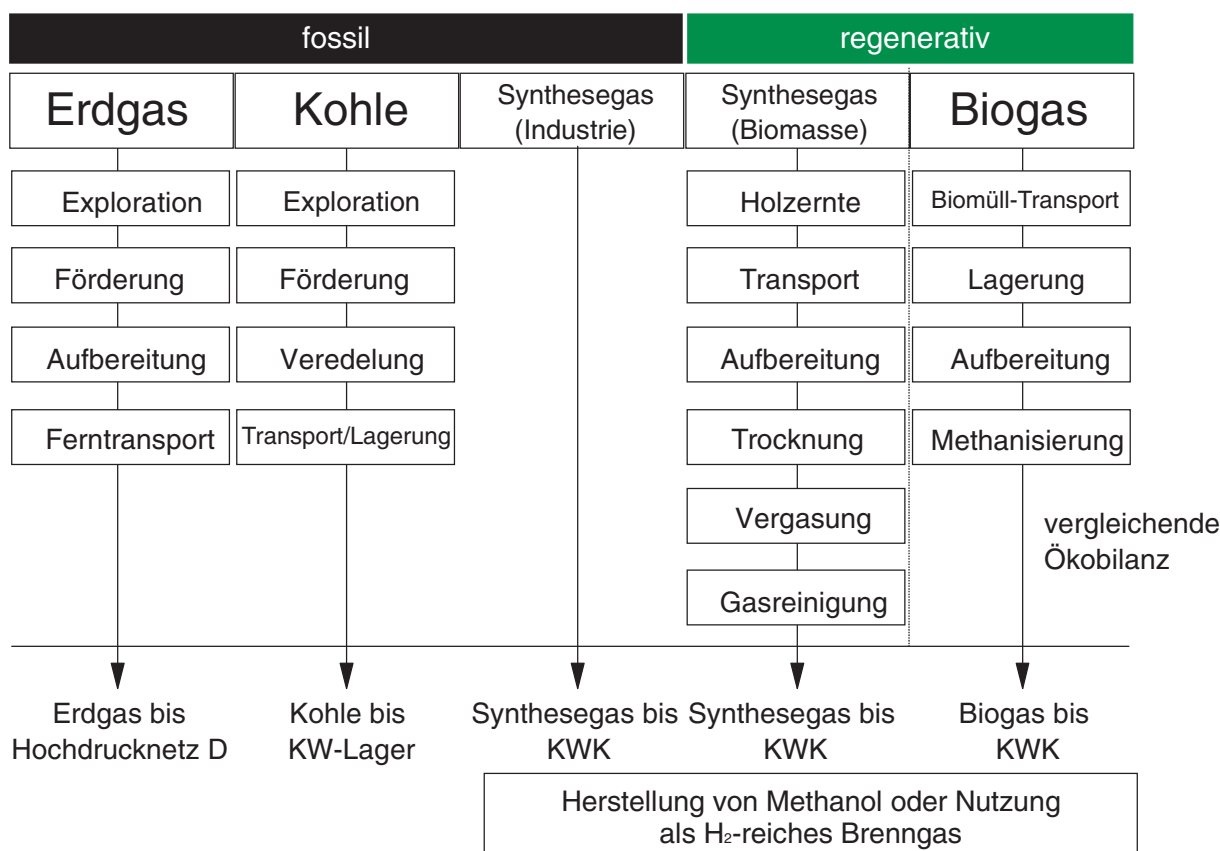 fossil
regenerativ
Erdgas
Kohle
Synthesegas
(Industrie)
Synthesegas
(Biomasse)
Biogas
Exploration
Exploration
Holzernte
Biomüll-Transport
Förderung
Förderung
Transport
Lagerung
Aufbereitung
Veredelung
Aufbereitung
Aufbereitung
Ferntransport
Transport/Lagerung
Trocknung
Methanisierung
Vergasung
vergleichende
Ökobilanz
Gasreinigung
Erdgas bis
Hochdrucknetz D
Kohle bis
KW-Lager
Synthesegas bis
KWK
Synthesegas bis
KWK
Biogas bis
KWK
Herstellung von Methanol oder Nutzung
als H₂-reiches Brenngas